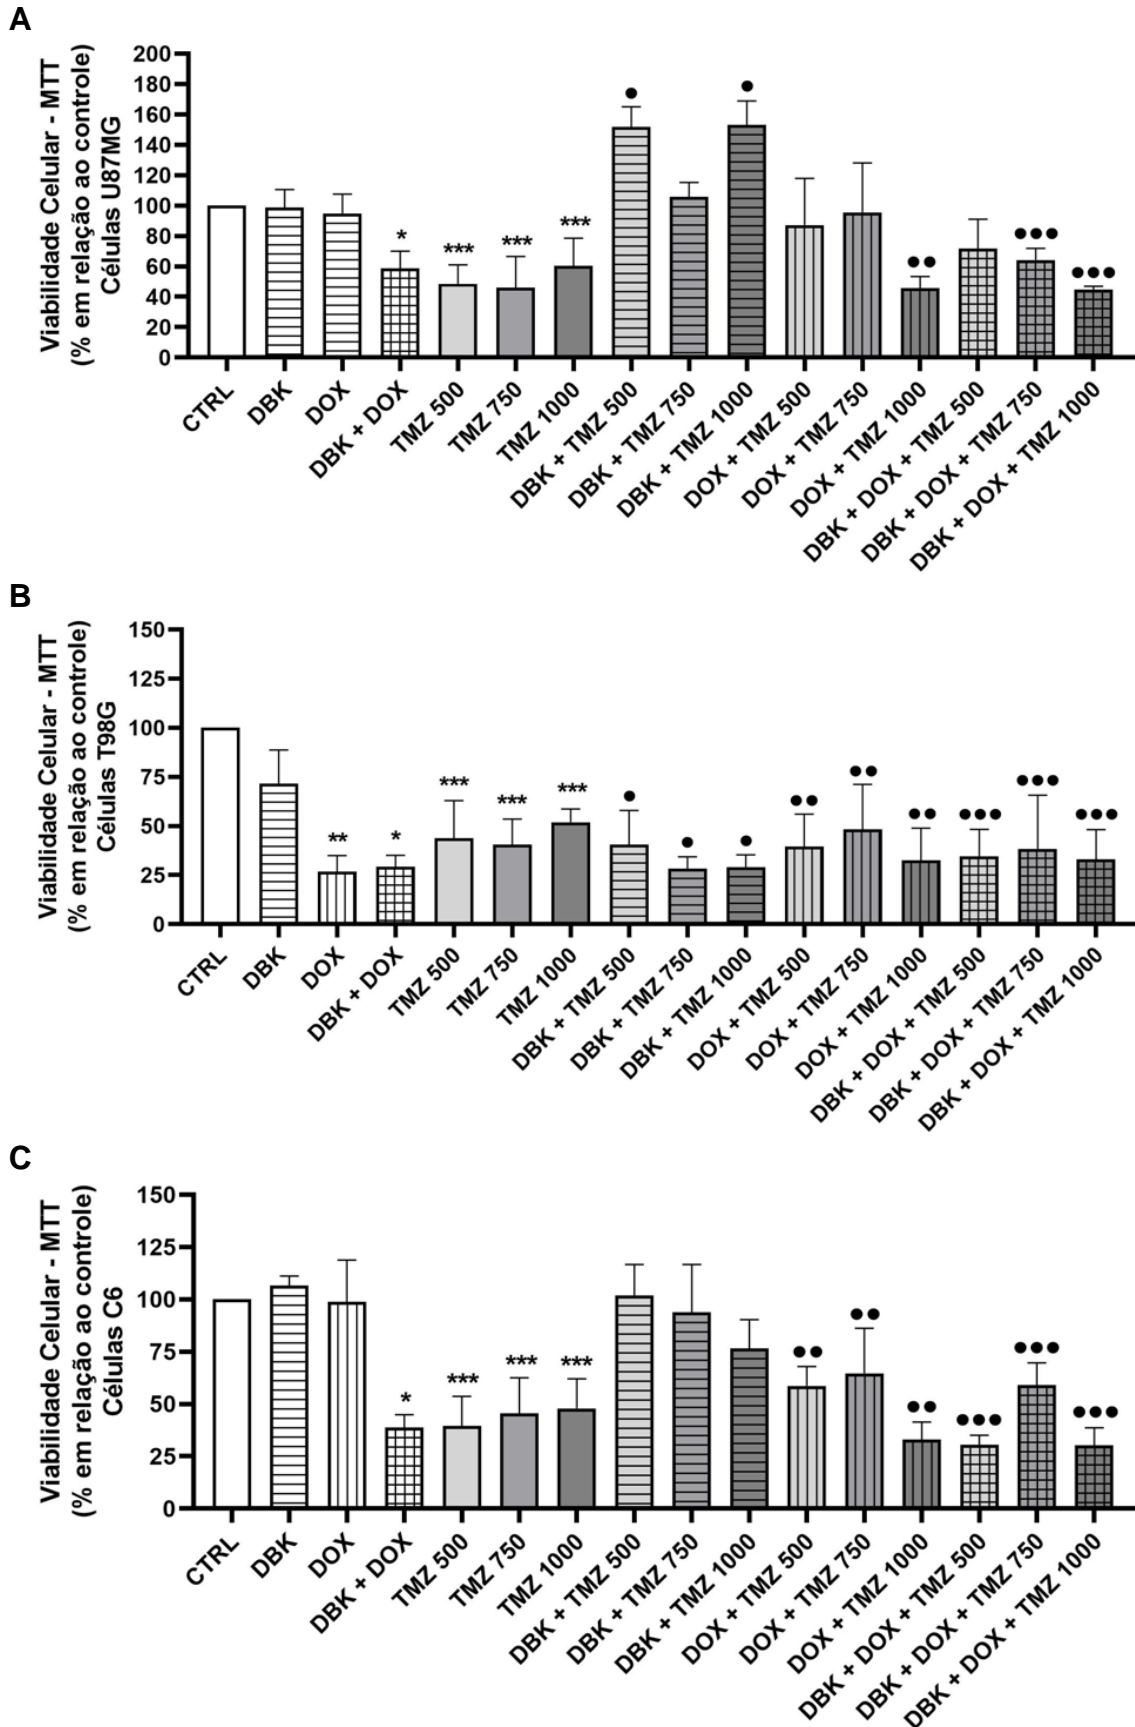 A
Viabilidade Celular - MTT
(% em relação ao controle)
Células U87MG
200
180
160
140
120
100
80
60
40
20
0
*
***
***
***
●
●
●●
●●●
●●●
CTRL
DBK
DOX
DBK + DOX
TMZ 500
TMZ 750
TMZ 1000
DBK + TMZ 500
DBK + TMZ 750
DBK + TMZ 1000
DOX + TMZ 500
DOX + TMZ 750
DOX + TMZ 1000
DBK + DOX + TMZ 500
DBK + DOX + TMZ 750
DBK + DOX + TMZ 1000
B
Viabilidade Celular - MTT
(% em relação ao controle)
Células T98G
150
125
100
75
50
25
0
**
*
***
***
***
●
●
●
●●
●●
●●
●●●
●●●
●●●
CTRL
DBK
DOX
DBK + DOX
TMZ 500
TMZ 750
TMZ 1000
DBK + TMZ 500
DBK + TMZ 750
DBK + TMZ 1000
DOX + TMZ 500
DOX + TMZ 750
DOX + TMZ 1000
DBK + DOX + TMZ 500
DBK + DOX + TMZ 750
DBK + DOX + TMZ 1000
C
Viabilidade Celular - MTT
(% em relação ao controle)
Células C6
150
125
100
75
50
25
0
*
***
***
***
●●
●●
●●
●●●
●●●
●●●
CTRL
DBK
DOX
DBK + DOX
TMZ 500
TMZ 750
TMZ 1000
DBK + TMZ 500
DBK + TMZ 750
DBK + TMZ 1000
DOX + TMZ 500
DOX + TMZ 750
DOX + TMZ 1000
DBK + DOX + TMZ 500
DBK + DOX + TMZ 750
DBK + DOX + TMZ 1000